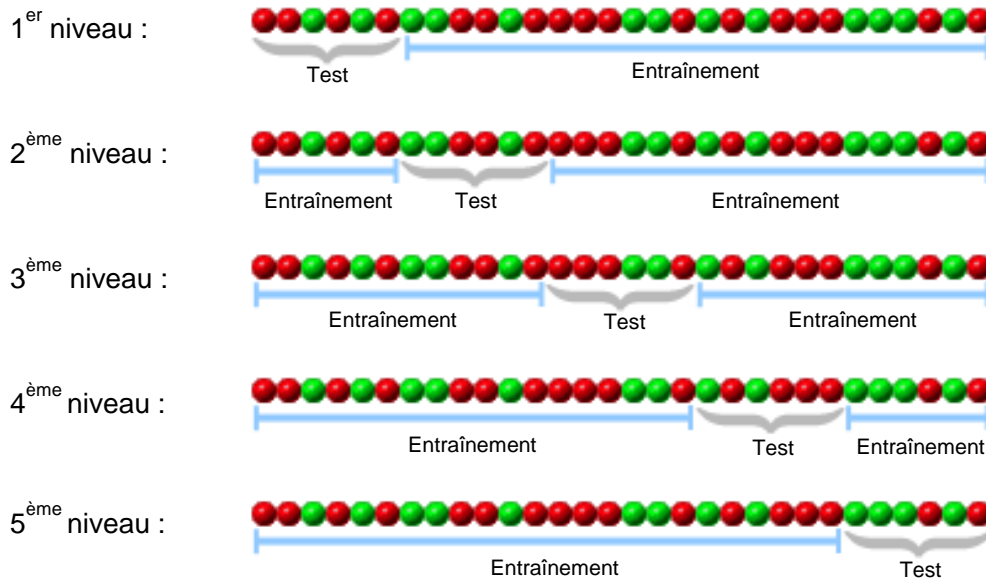 1er niveau :
Test Entraînement
2ème niveau :
Entraînement Test Entraînement
3ème niveau :
Entraînement Test Entraînement
4ème niveau :
Entraînement Test Entraînement
5ème niveau :
Entraînement Test